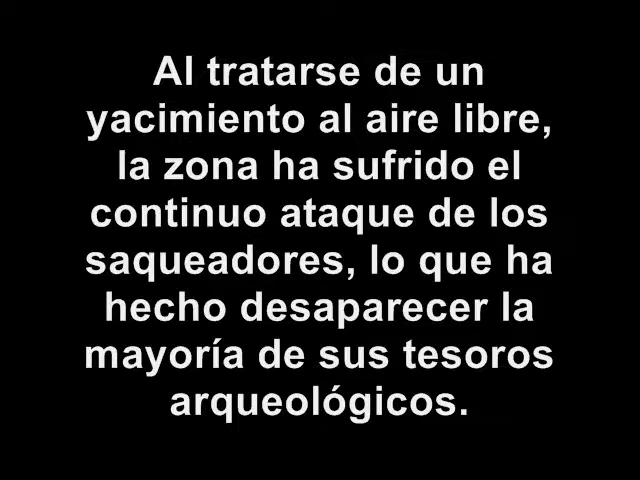 Al tratarse de un
yacimiento al aire libre,
la zona ha sufrido el
continuo ataque de los
saqueadores, lo que ha
hecho desaparecer la
mayoría de sus tesoros
arqueológicos.